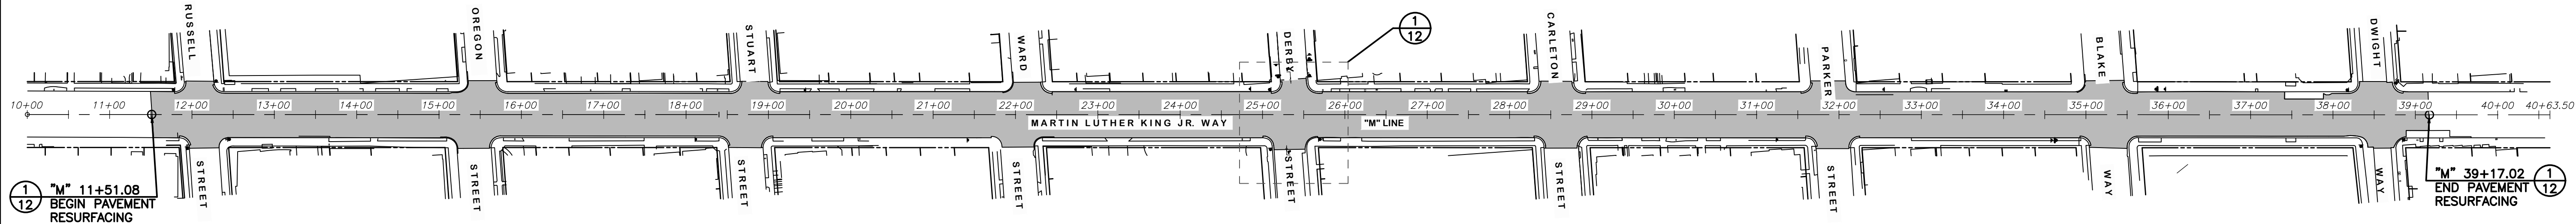 RUSSELL
OREGON
STUART
WARD
DERBY
1
12
CARLETON
PARKER
BLAKE
DWIGHT
10+00 11+00 12+00 13+00 14+00 15+00 16+00 17+00 18+00 19+00 20+00 21+00 22+00 23+00 24+00 25+00 26+00 27+00 28+00 29+00 30+00 31+00 32+00 33+00 34+00 35+00 36+00 37+00 38+00 39+00 40+00 40+63.50
MARTIN LUTHER KING JR. WAY "M" LINE
STREET
STREET
STREET
STREET
STREET
STREET
STREET
WAY
WAY
1
12
"M" 11+51.08
BEGIN PAVEMENT
RESURFACING
"M" 39+17.02
END PAVEMENT
RESURFACING
1
12